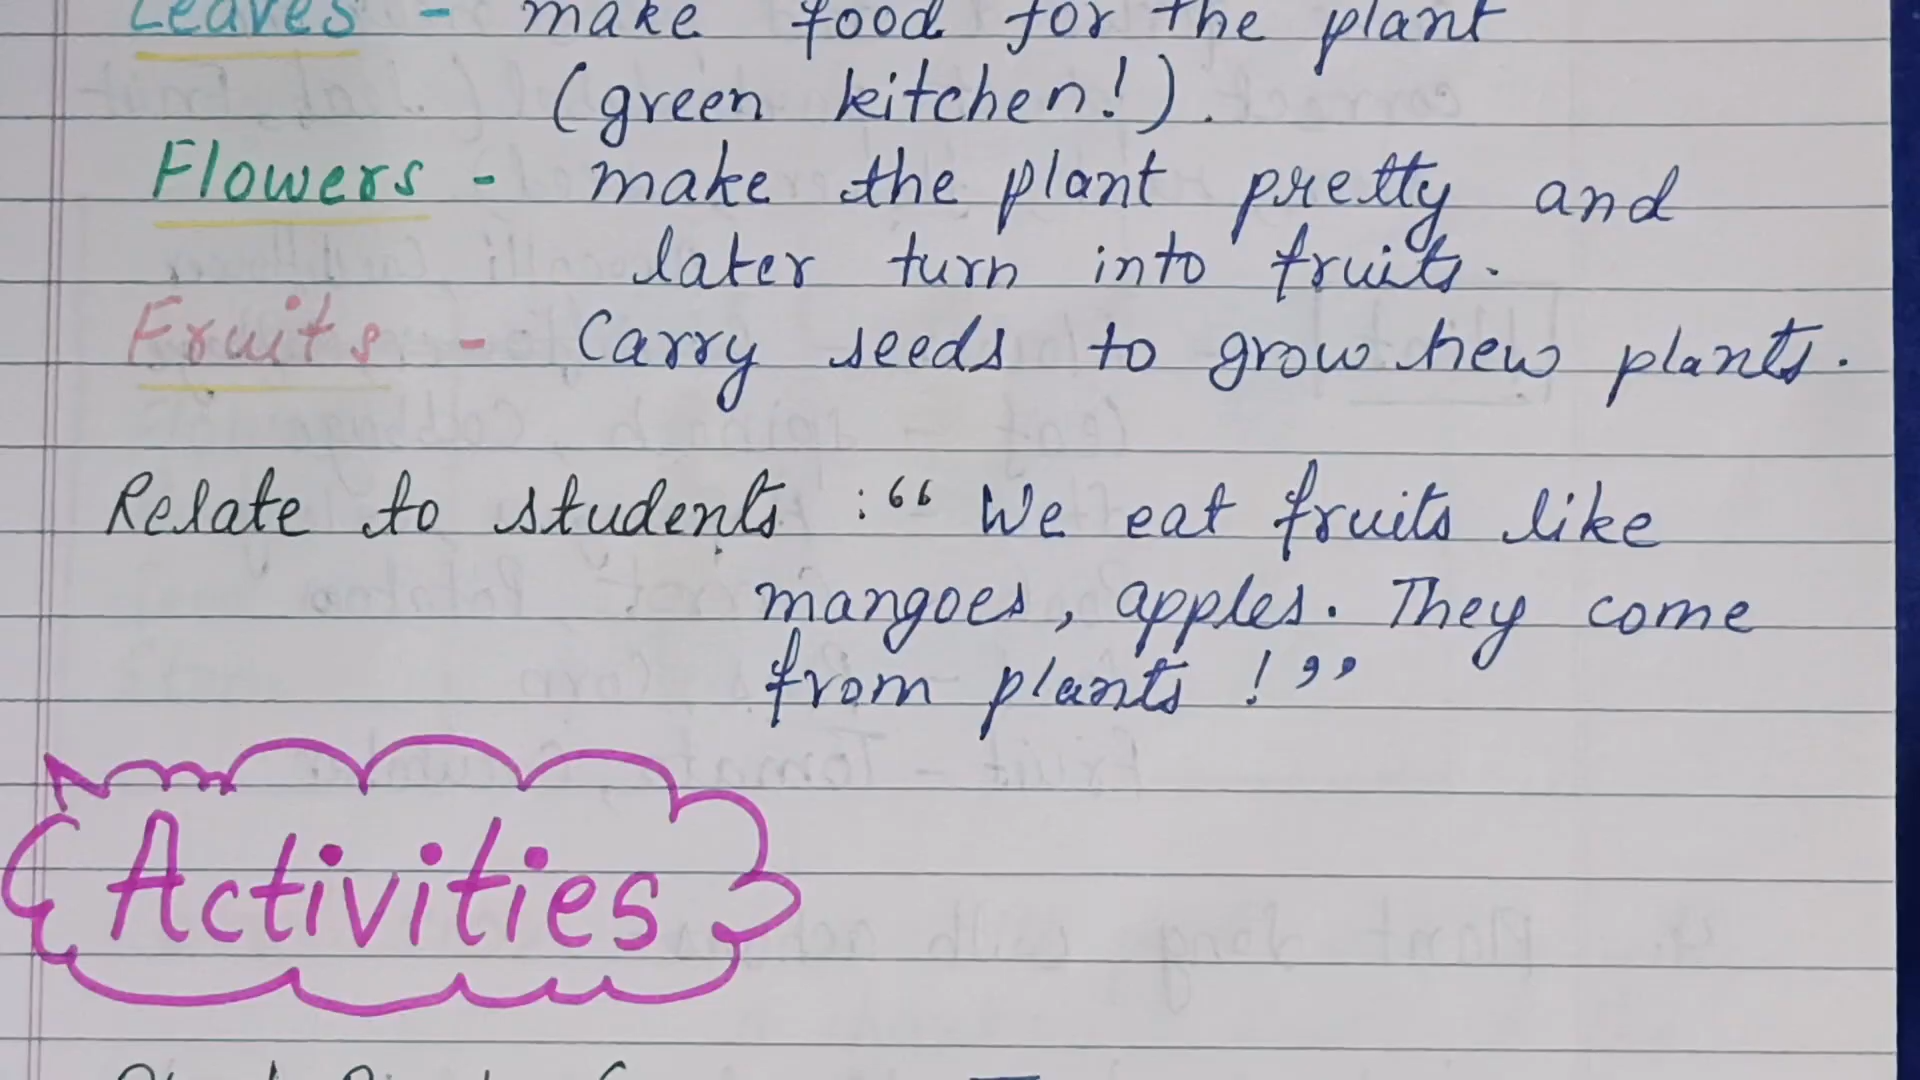 Leaves - make food for the plant
(green kitchen!).
Flowers - make the plant pretty and
later turn into fruits.
Fruits - Carry seeds to grow new plants.
Relate to students :“ We eat fruits like
mangoes, apples. They come
from plants !”
Activities